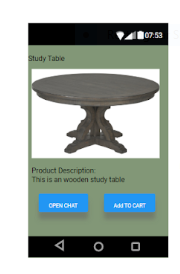 07:53
Study Table
Product Description:
This is an wooden study table
OPEN CHAT
Add TO CART